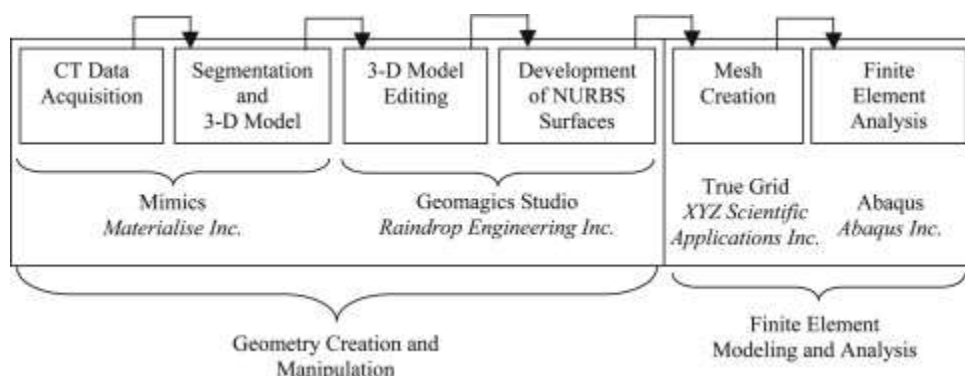 CT Data
Acquisition
Segmentation
and
3-D Model
3-D Model
Editing
Development
of NURBS
Surfaces
Mesh
Creation
Finite
Element
Analysis
Mimics
Materialise Inc.
Geomagics Studio
Raindrop Engineering Inc.
True Grid
XYZ Scientific
Applications Inc.
Abaqus
Abaqus Inc.
Geometry Creation and
Manipulation
Finite Element
Modeling and Analysis